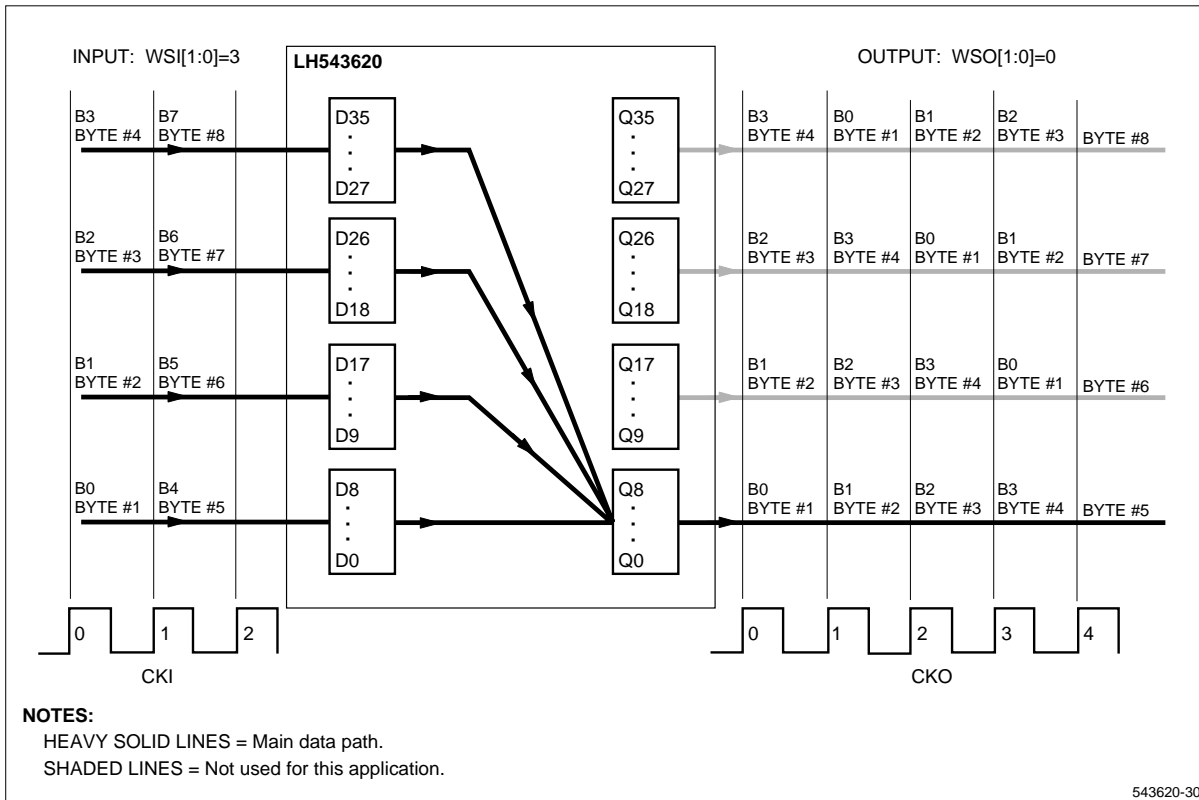 INPUT: WSI[1:0]=3
LH543620
OUTPUT: WSO[1:0]=0
B3
BYTE #4
B7
BYTE #8
D35
.
.
.
D27
Q35
.
.
.
Q27
B3
BYTE #4
B0
BYTE #1
B1
BYTE #2
B2
BYTE #3
BYTE #8
B2
BYTE #3
B6
BYTE #7
D26
.
.
.
D18
Q26
.
.
.
Q18
B2
BYTE #3
B3
BYTE #4
B0
BYTE #1
B1
BYTE #2
BYTE #7
B1
BYTE #2
B5
BYTE #6
D17
.
.
.
D9
Q17
.
.
.
Q9
B1
BYTE #2
B2
BYTE #3
B3
BYTE #4
B0
BYTE #1
BYTE #6
B0
BYTE #1
B4
BYTE #5
D8
.
.
.
D0
Q8
.
.
.
Q0
B0
BYTE #1
B1
BYTE #2
B2
BYTE #3
B3
BYTE #4
BYTE #5
0 1 2
CKI
0 1 2 3 4
CKO
NOTES:
HEAVY SOLID LINES = Main data path.
SHADED LINES = Not used for this application.
543620-30